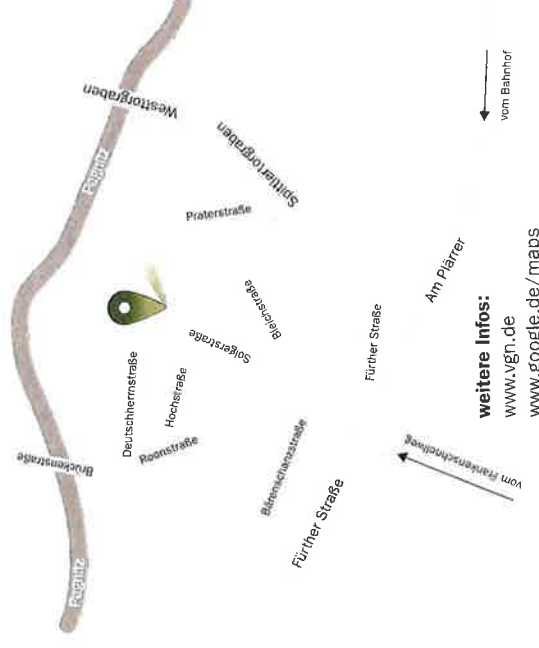 Pegnitz
Brückenstraße
Pegnitz
Westtorgraben
Deutschherrnstraße
Hochstraße
Roonstraße
Solgerstraße
Praterstraße
Spittlertorgraben
Bleichstraße
Bärenschanzstraße
Fürther Straße
Fürther Straße
Am Plärrer
vom Frankenschnellweg
vom Bahnhof
weitere Infos:
www.vgn.de
www.google.de/maps